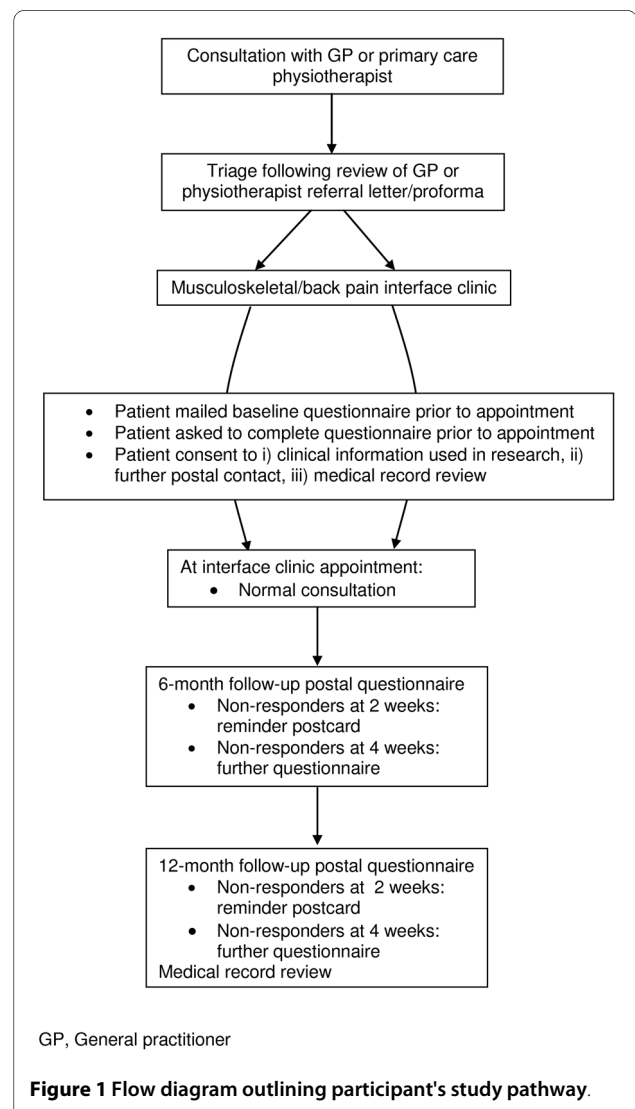 Consultation with GP or primary care
physiotherapist
Triage following review of GP or
physiotherapist referral letter/proforma
Musculoskeletal/back pain interface clinic
• Patient mailed baseline questionnaire prior to appointment
• Patient asked to complete questionnaire prior to appointment
• Patient consent to i) clinical information used in research, ii)
further postal contact, iii) medical record review
At interface clinic appointment:
• Normal consultation
6-month follow-up postal questionnaire
• Non-responders at 2 weeks:
reminder postcard
• Non-responders at 4 weeks:
further questionnaire
12-month follow-up postal questionnaire
• Non-responders at 2 weeks:
reminder postcard
• Non-responders at 4 weeks:
further questionnaire
Medical record review
GP, General practitioner
Figure 1 Flow diagram outlining participant's study pathway.